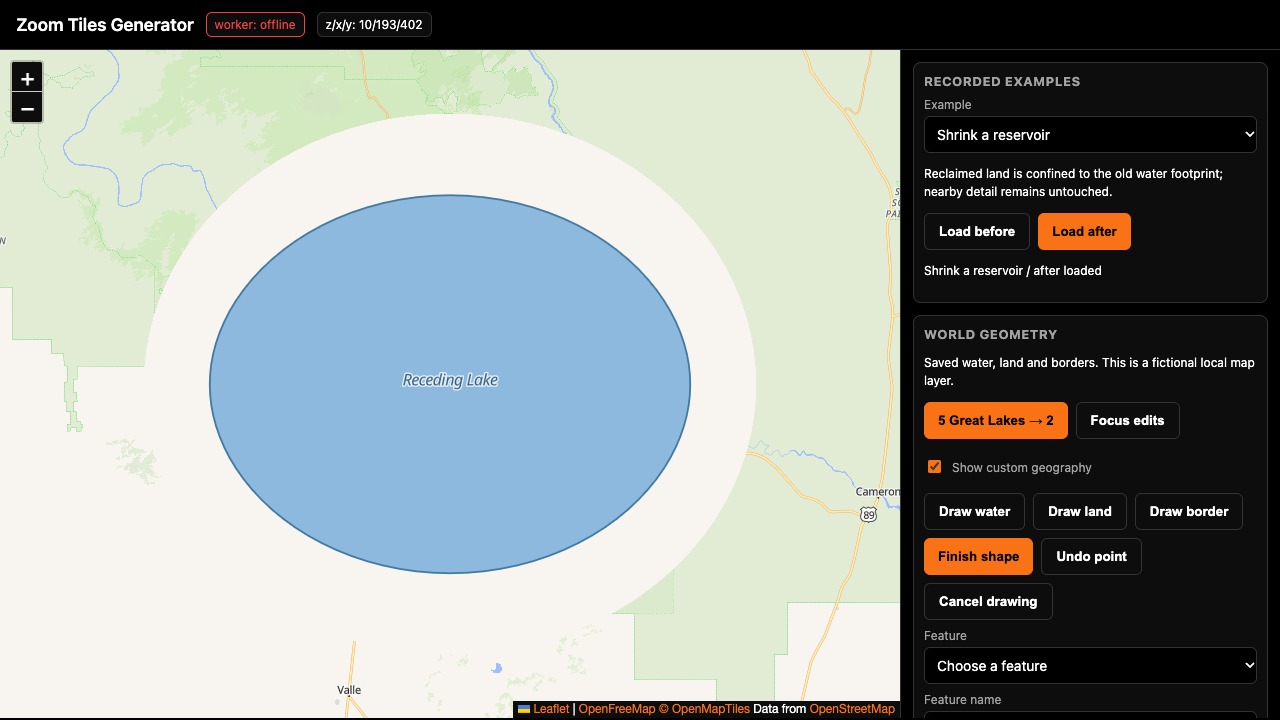 Zoom Tiles Generator
worker: offline
z/x/y: 10/193/402
+
−
N
Receding Lake
Cameron
89
Valle
Leaflet | OpenFreeMap © OpenMapTiles Data from OpenStreetMap
RECORDED EXAMPLES
Example
Shrink a reservoir
Reclaimed land is confined to the old water footprint;
nearby detail remains untouched.
Load before
Load after
Shrink a reservoir / after loaded
WORLD GEOMETRY
Saved water, land and borders. This is a fictional local map
layer.
5 Great Lakes → 2
Focus edits
Show custom geography
Draw water
Draw land
Draw border
Finish shape
Undo point
Cancel drawing
Feature
Choose a feature
Feature name